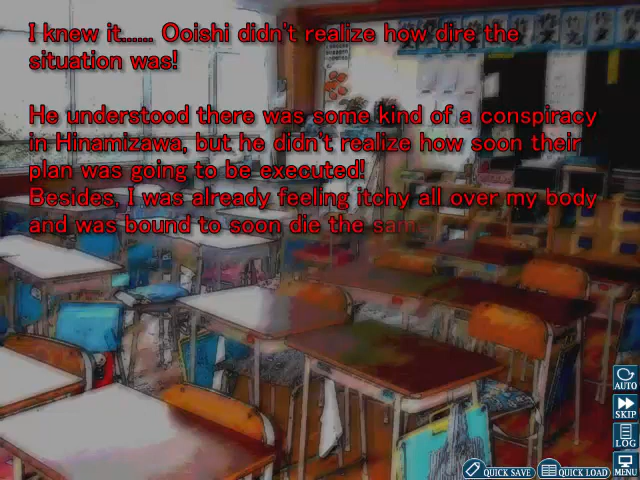 I knew it...... Ooishi didn't realize how dire the
situation was!
He understood there was some kind of a conspiracy
in Hinamizawa, but he didn't realize how soon their
plan was going to be executed!
Besides, I was already feeling itchy all over my body
and was bound to soon die the sam
AUTO
SKIP
LOG
MENU
QUICK SAVE
QUICK LOAD